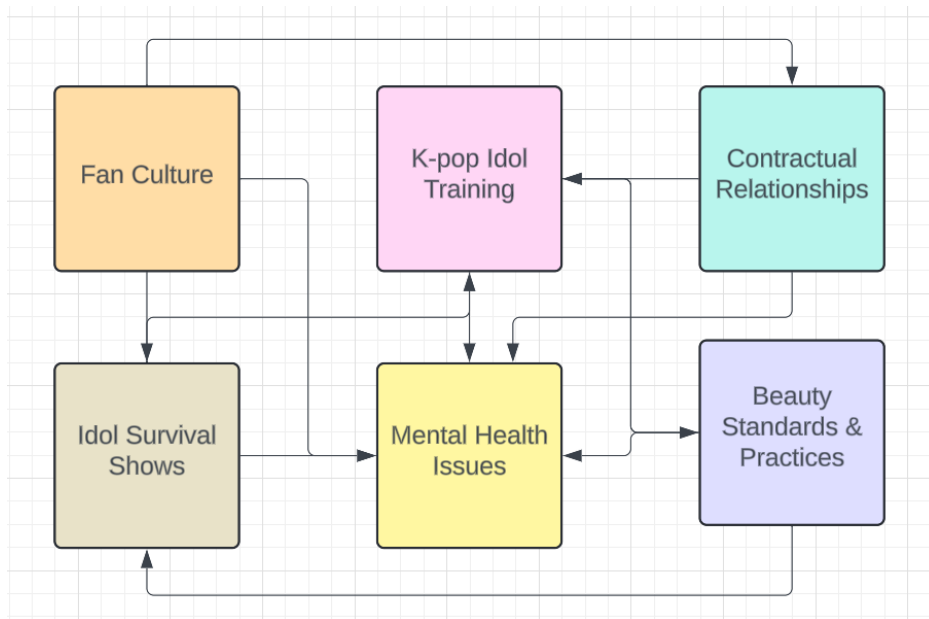 Fan Culture
K-pop Idol
Training
Contractual
Relationships
Idol Survival
Shows
Mental Health
Issues
Beauty
Standards &
Practices